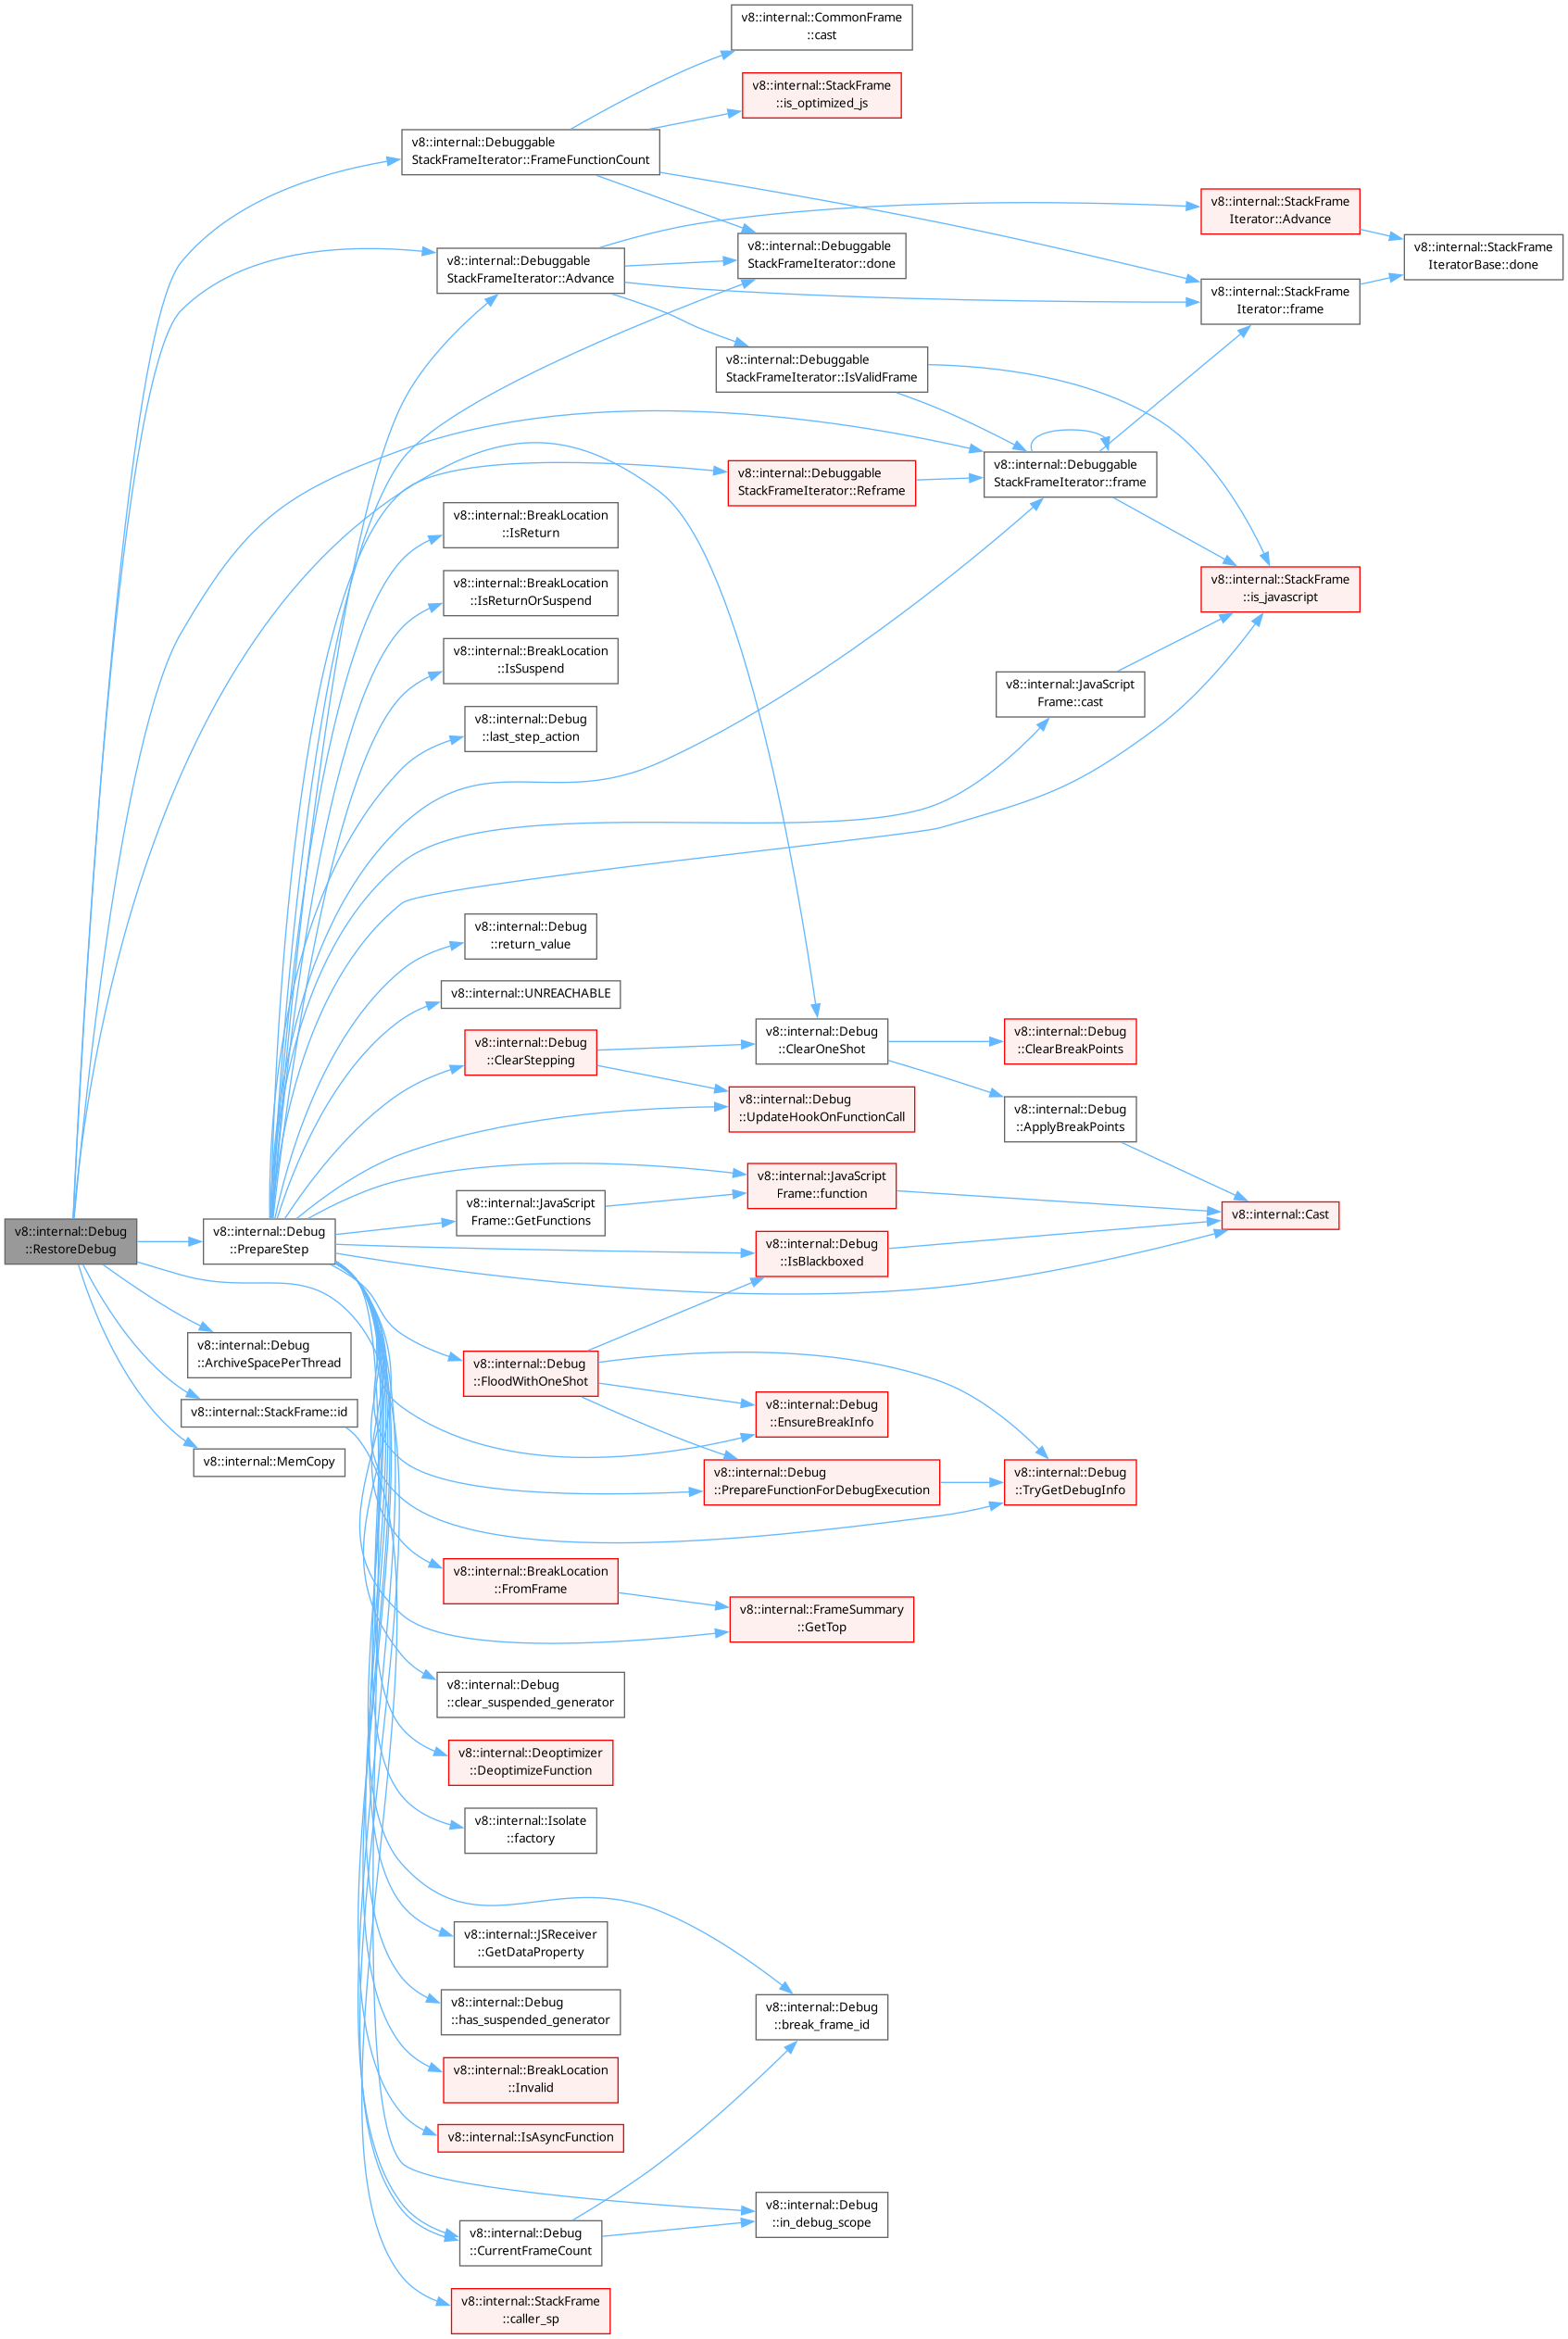 v8::internal::CommonFrame
::cast
v8::internal::StackFrame
::is_optimized_js
v8::internal::Debuggable
StackFrameIterator::FrameFunctionCount
v8::internal::StackFrame
Iterator::Advance
v8::internal::Debuggable
StackFrameIterator::done
v8::internal::StackFrame
IteratorBase::done
v8::internal::Debuggable
StackFrameIterator::Advance
v8::internal::StackFrame
Iterator::frame
v8::internal::Debuggable
StackFrameIterator::IsValidFrame
v8::internal::Debuggable
StackFrameIterator::frame
v8::internal::Debuggable
StackFrameIterator::Reframe
v8::internal::BreakLocation
::IsReturn
v8::internal::BreakLocation
::IsReturnOrSuspend
v8::internal::StackFrame
::is_javascript
v8::internal::BreakLocation
::IsSuspend
v8::internal::JavaScript
Frame::cast
v8::internal::Debug
::last_step_action
v8::internal::Debug
::return_value
v8::internal::UNREACHABLE
v8::internal::Debug
::ClearOneShot
v8::internal::Debug
::ClearBreakPoints
v8::internal::Debug
::ClearStepping
v8::internal::Debug
::UpdateHookOnFunctionCall
v8::internal::Debug
::ApplyBreakPoints
v8::internal::JavaScript
Frame::function
v8::internal::JavaScript
Frame::GetFunctions
v8::internal::Cast
v8::internal::Debug
::RestoreDebug
v8::internal::Debug
::PrepareStep
v8::internal::Debug
::IsBlackboxed
v8::internal::Debug
::ArchiveSpacePerThread
v8::internal::Debug
::FloodWithOneShot
v8::internal::StackFrame::id
v8::internal::Debug
::EnsureBreakInfo
v8::internal::MemCopy
v8::internal::Debug
::PrepareFunctionForDebugExecution
v8::internal::Debug
::TryGetDebugInfo
v8::internal::BreakLocation
::FromFrame
v8::internal::FrameSummary
::GetTop
v8::internal::Debug
::clear_suspended_generator
v8::internal::Deoptimizer
::DeoptimizeFunction
v8::internal::Isolate
::factory
v8::internal::JSReceiver
::GetDataProperty
v8::internal::Debug
::has_suspended_generator
v8::internal::Debug
::break_frame_id
v8::internal::BreakLocation
::Invalid
v8::internal::IsAsyncFunction
v8::internal::Debug
::in_debug_scope
v8::internal::Debug
::CurrentFrameCount
v8::internal::StackFrame
::caller_sp